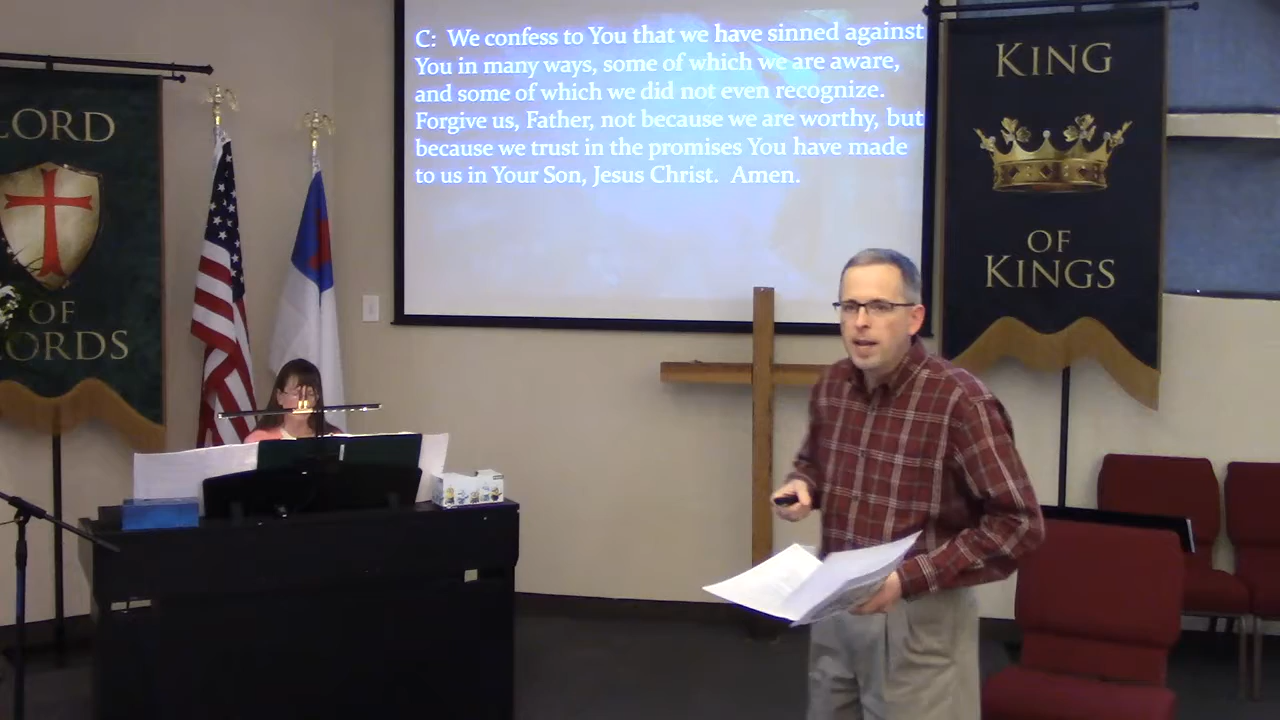 C: We confess to You that we have sinned against
You in many ways, some of which we are aware,
and some of which we did not even recognize.
Forgive us, Father, not because we are worthy, but
because we trust in the promises You have made
to us in Your Son, Jesus Christ. Amen.
LORD
OF
LORDS
KING
OF
KINGS